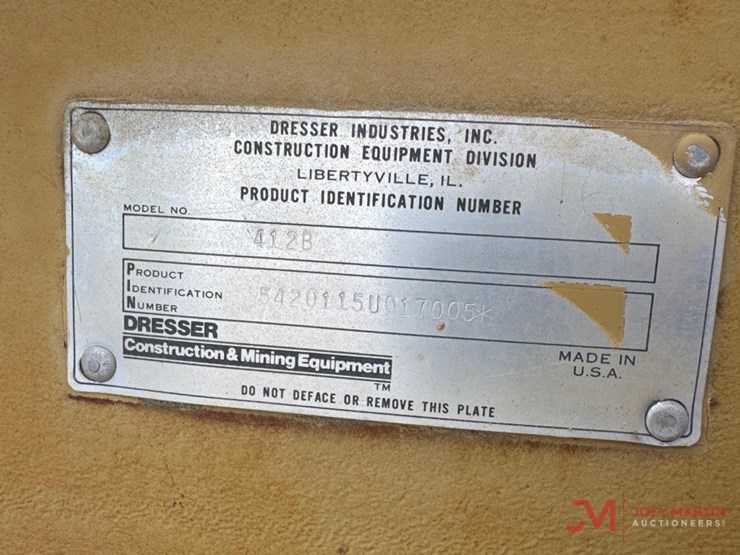 DRESSER INDUSTRIES, INC.
CONSTRUCTION EQUIPMENT DIVISION
LIBERTYVILLE, IL.
PRODUCT IDENTIFICATION NUMBER
MODEL NO.
412B
PRODUCT
IDENTIFICATION
NUMBER
5420115U017005*
DRESSER
Construction & Mining Equipment
TM
MADE IN
U.S.A.
DO NOT DEFACE OR REMOVE THIS PLATE
JM
JOEY MARTIN
AUCTIONEERS